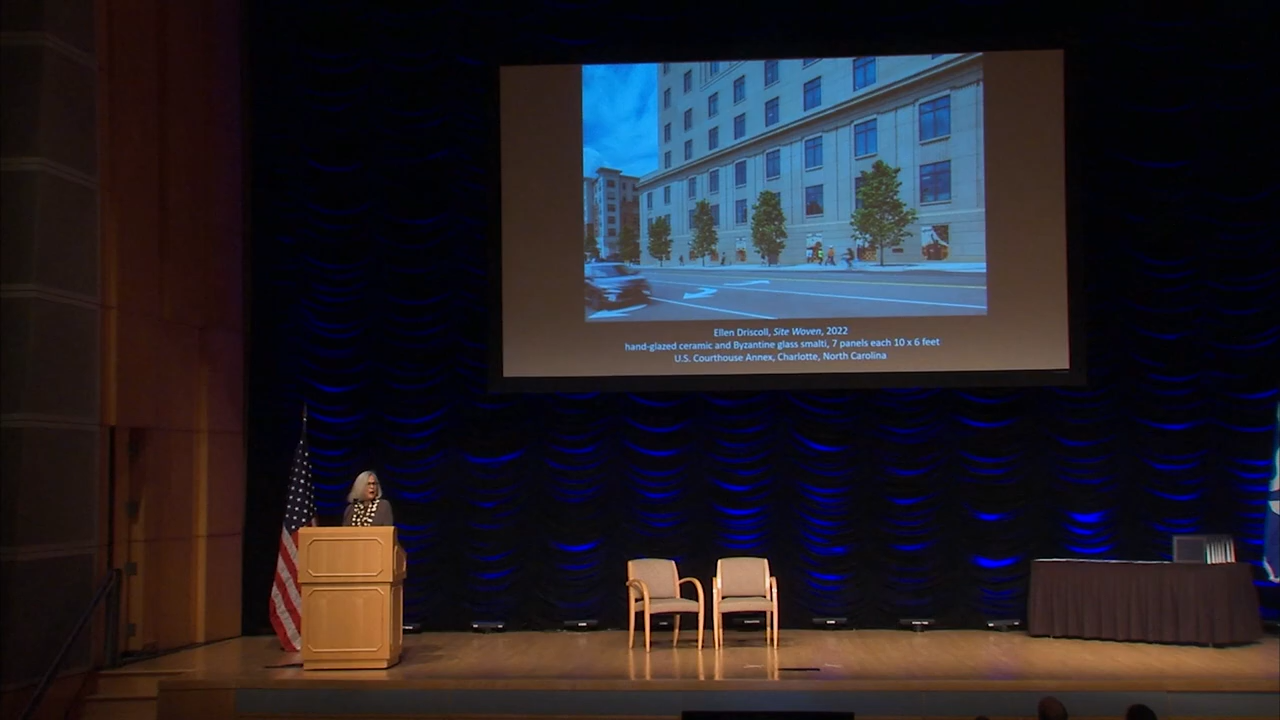 Ellen Driscoll, Site Woven, 2022
hand-glazed ceramic and Byzantine glass smalti, 7 panels each 10 x 6 feet
U.S. Courthouse Annex, Charlotte, North Carolina